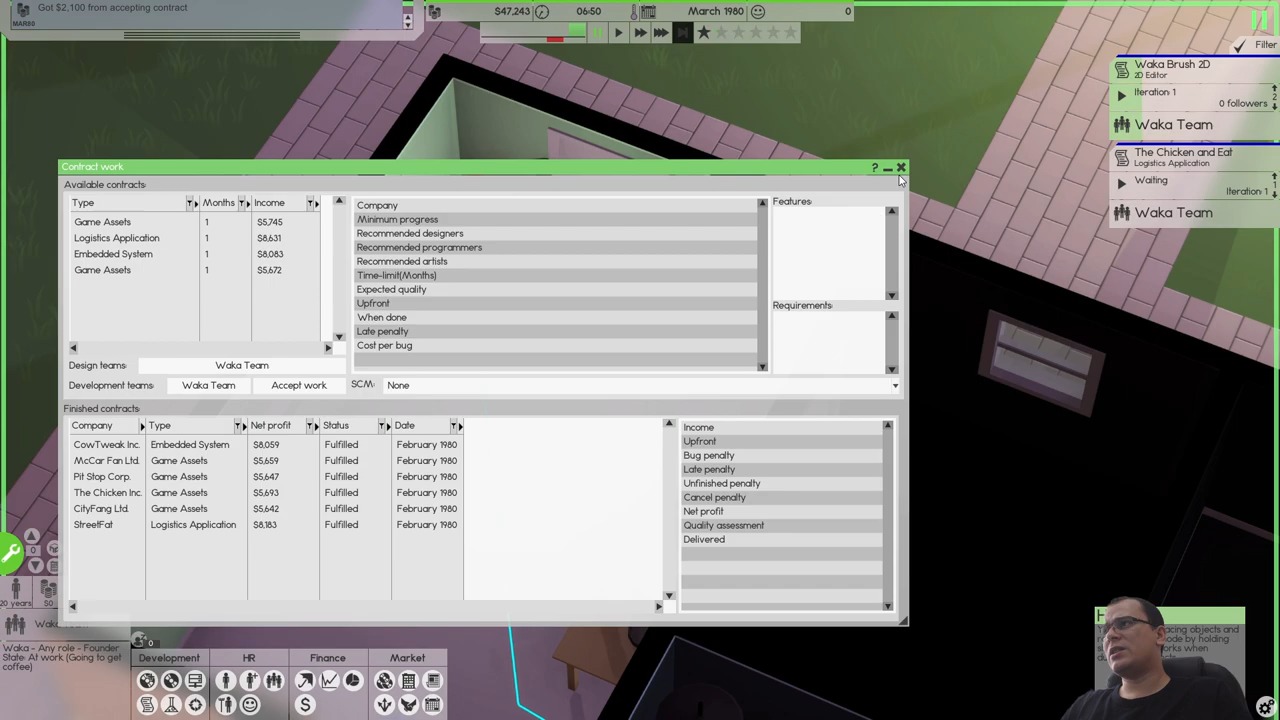 Got $2,100 from accepting contract
MAR80
$47,243
06:50
March 1980
0
Filter
Waka Brush 2D
2D Editor
Iteration: 1
2
0 followers
Waka Team
The Chicken and Eat
Logistics Application
Waiting
1
Iteration: 1
Waka Team
Contract work
?
Available contracts:
Type Months Income
Game Assets 1 $5,745
Logistics Application 1 $8,631
Embedded System 1 $8,083
Game Assets 1 $5,672
Company
Minimum progress
Recommended designers
Recommended programmers
Recommended artists
Time-limit(Months)
Expected quality
Upfront
When done
Late penalty
Cost per bug
Features:
Requirements:
Design teams: Waka Team
Development teams: Waka Team Accept work SCM: None
Finished contracts:
Company Type Net profit Status Date
CowTweak Inc. Embedded System $8,059 Fulfilled February 1980
McCar Fan Ltd. Game Assets $5,659 Fulfilled February 1980
Pit Stop Corp. Game Assets $5,647 Fulfilled February 1980
The Chicken Inc. Game Assets $5,693 Fulfilled February 1980
CityFang Ltd. Game Assets $5,642 Fulfilled February 1980
StreetFat Logistics Application $8,183 Fulfilled February 1980
Income
Upfront
Bug penalty
Late penalty
Unfinished penalty
Cancel penalty
Net profit
Quality assessment
Delivered
0
20 years $0
Waka - Any role - Founder
State: At work (Going to get
coffee)
0
Development HR Finance Market
$